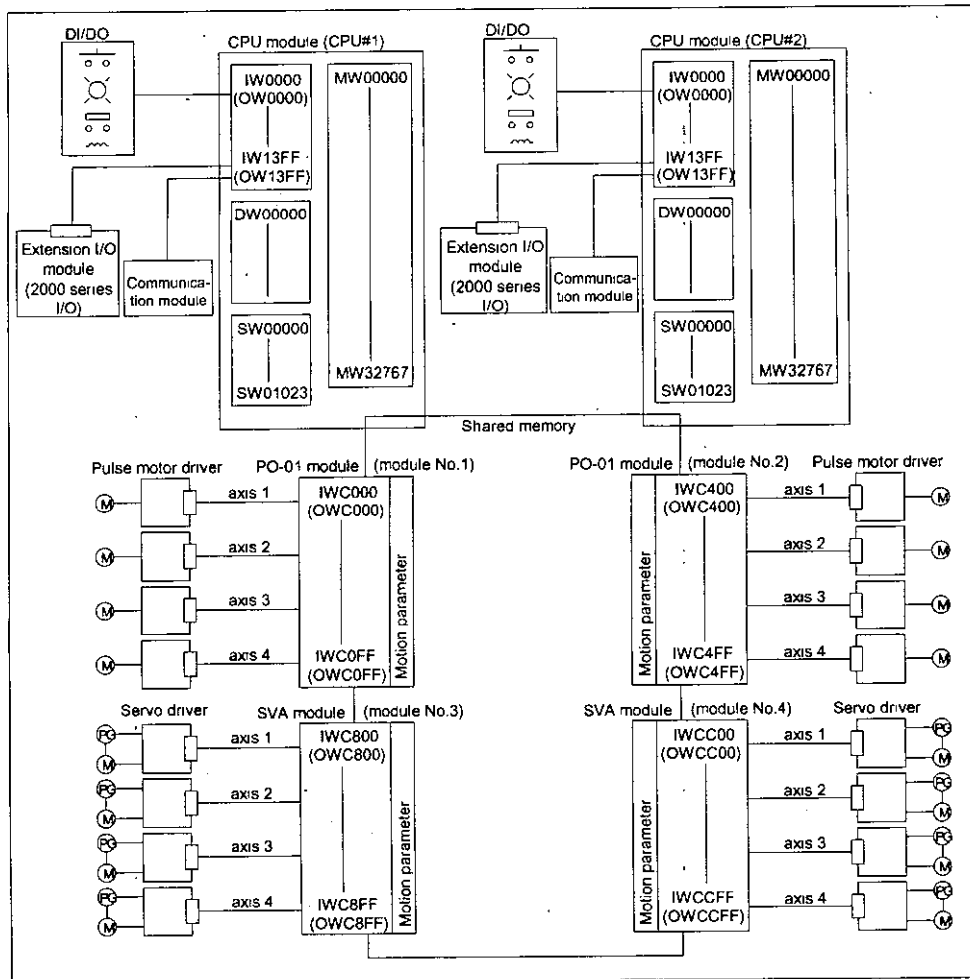 DI/DO
CPU module (CPU#1)
IW0000
(OW0000)
IW13FF
(OW13FF)
MW00000
MW32767
DW00000
SW00000
SW01023
Extension I/O
module
(2000 series
I/O)
Communica-
tion module
DI/DO
CPU module (CPU#2)
IW0000
(OW0000)
IW13FF
(OW13FF)
MW00000
MW32767
DW00000
SW00000
SW01023
Extension I/O
module
(2000 series
I/O)
Communica-
tion module
Shared memory
Pulse motor driver
PO-01 module
(module No.1)
M
axis 1
M
axis 2
M
axis 3
M
axis 4
IWC000
(OWC000)
IWC0FF
(OWC0FF)
Motion parameter
PO-01 module
(module No.2)
Pulse motor driver
Motion parameter
IWC400
(OWC400)
IWC4FF
(OWC4FF)
axis 1
M
axis 2
M
axis 3
M
axis 4
M
Servo driver
SVA module
(module No.3)
PG
M
axis 1
PG
M
axis 2
PG
M
axis 3
PG
M
axis 4
IWC800
(OWC800)
IWC8FF
(OWC8FF)
Motion parameter
SVA module
(module No.4)
Servo driver
Motion parameter
IWCC00
(OWCC00)
IWCCFF
(OWCCFF)
axis 1
PG
M
axis 2
PG
M
axis 3
PG
M
axis 4
PG
M